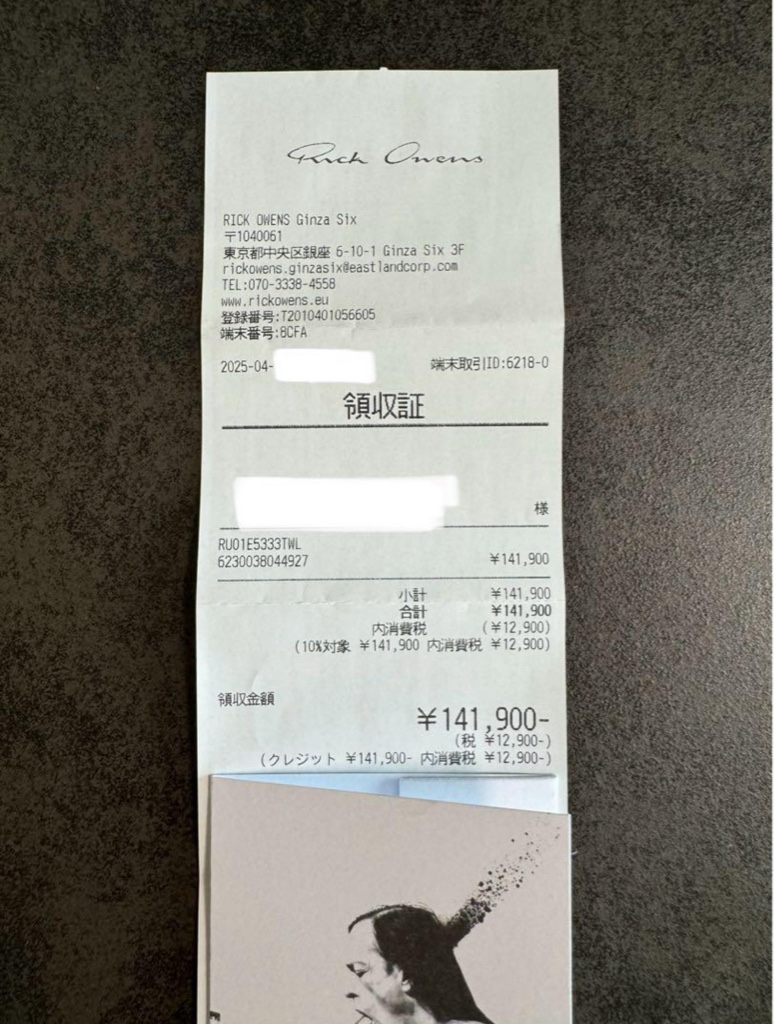 Rick Owens
RICK OWENS Ginza Six
〒1040061
東京都中央区銀座 6-10-1 Ginza Six 3F
rickowens.ginzasix@eastlandcorp.com
TEL:070-3338-4558
www.rickowens.eu
登録番号:T2010401056605
端末番号:8CFA
2025-04- 端末取引ID:6218-0
領収証
様
RU01E5333TWL
6230038044927 ¥141,900
小計 ¥141,900
合計 ¥141,900
内消費税 (¥12,900)
(10%対象 ¥141,900 内消費税 ¥12,900)
領収金額
¥141,900-
(税 ¥12,900-)
(クレジット ¥141,900- 内消費税 ¥12,900-)